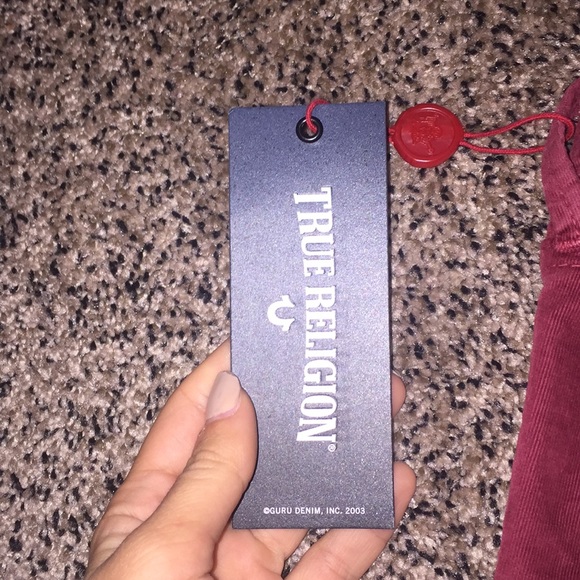 TRUE RELIGION®
©GURU DENIM, INC. 2003